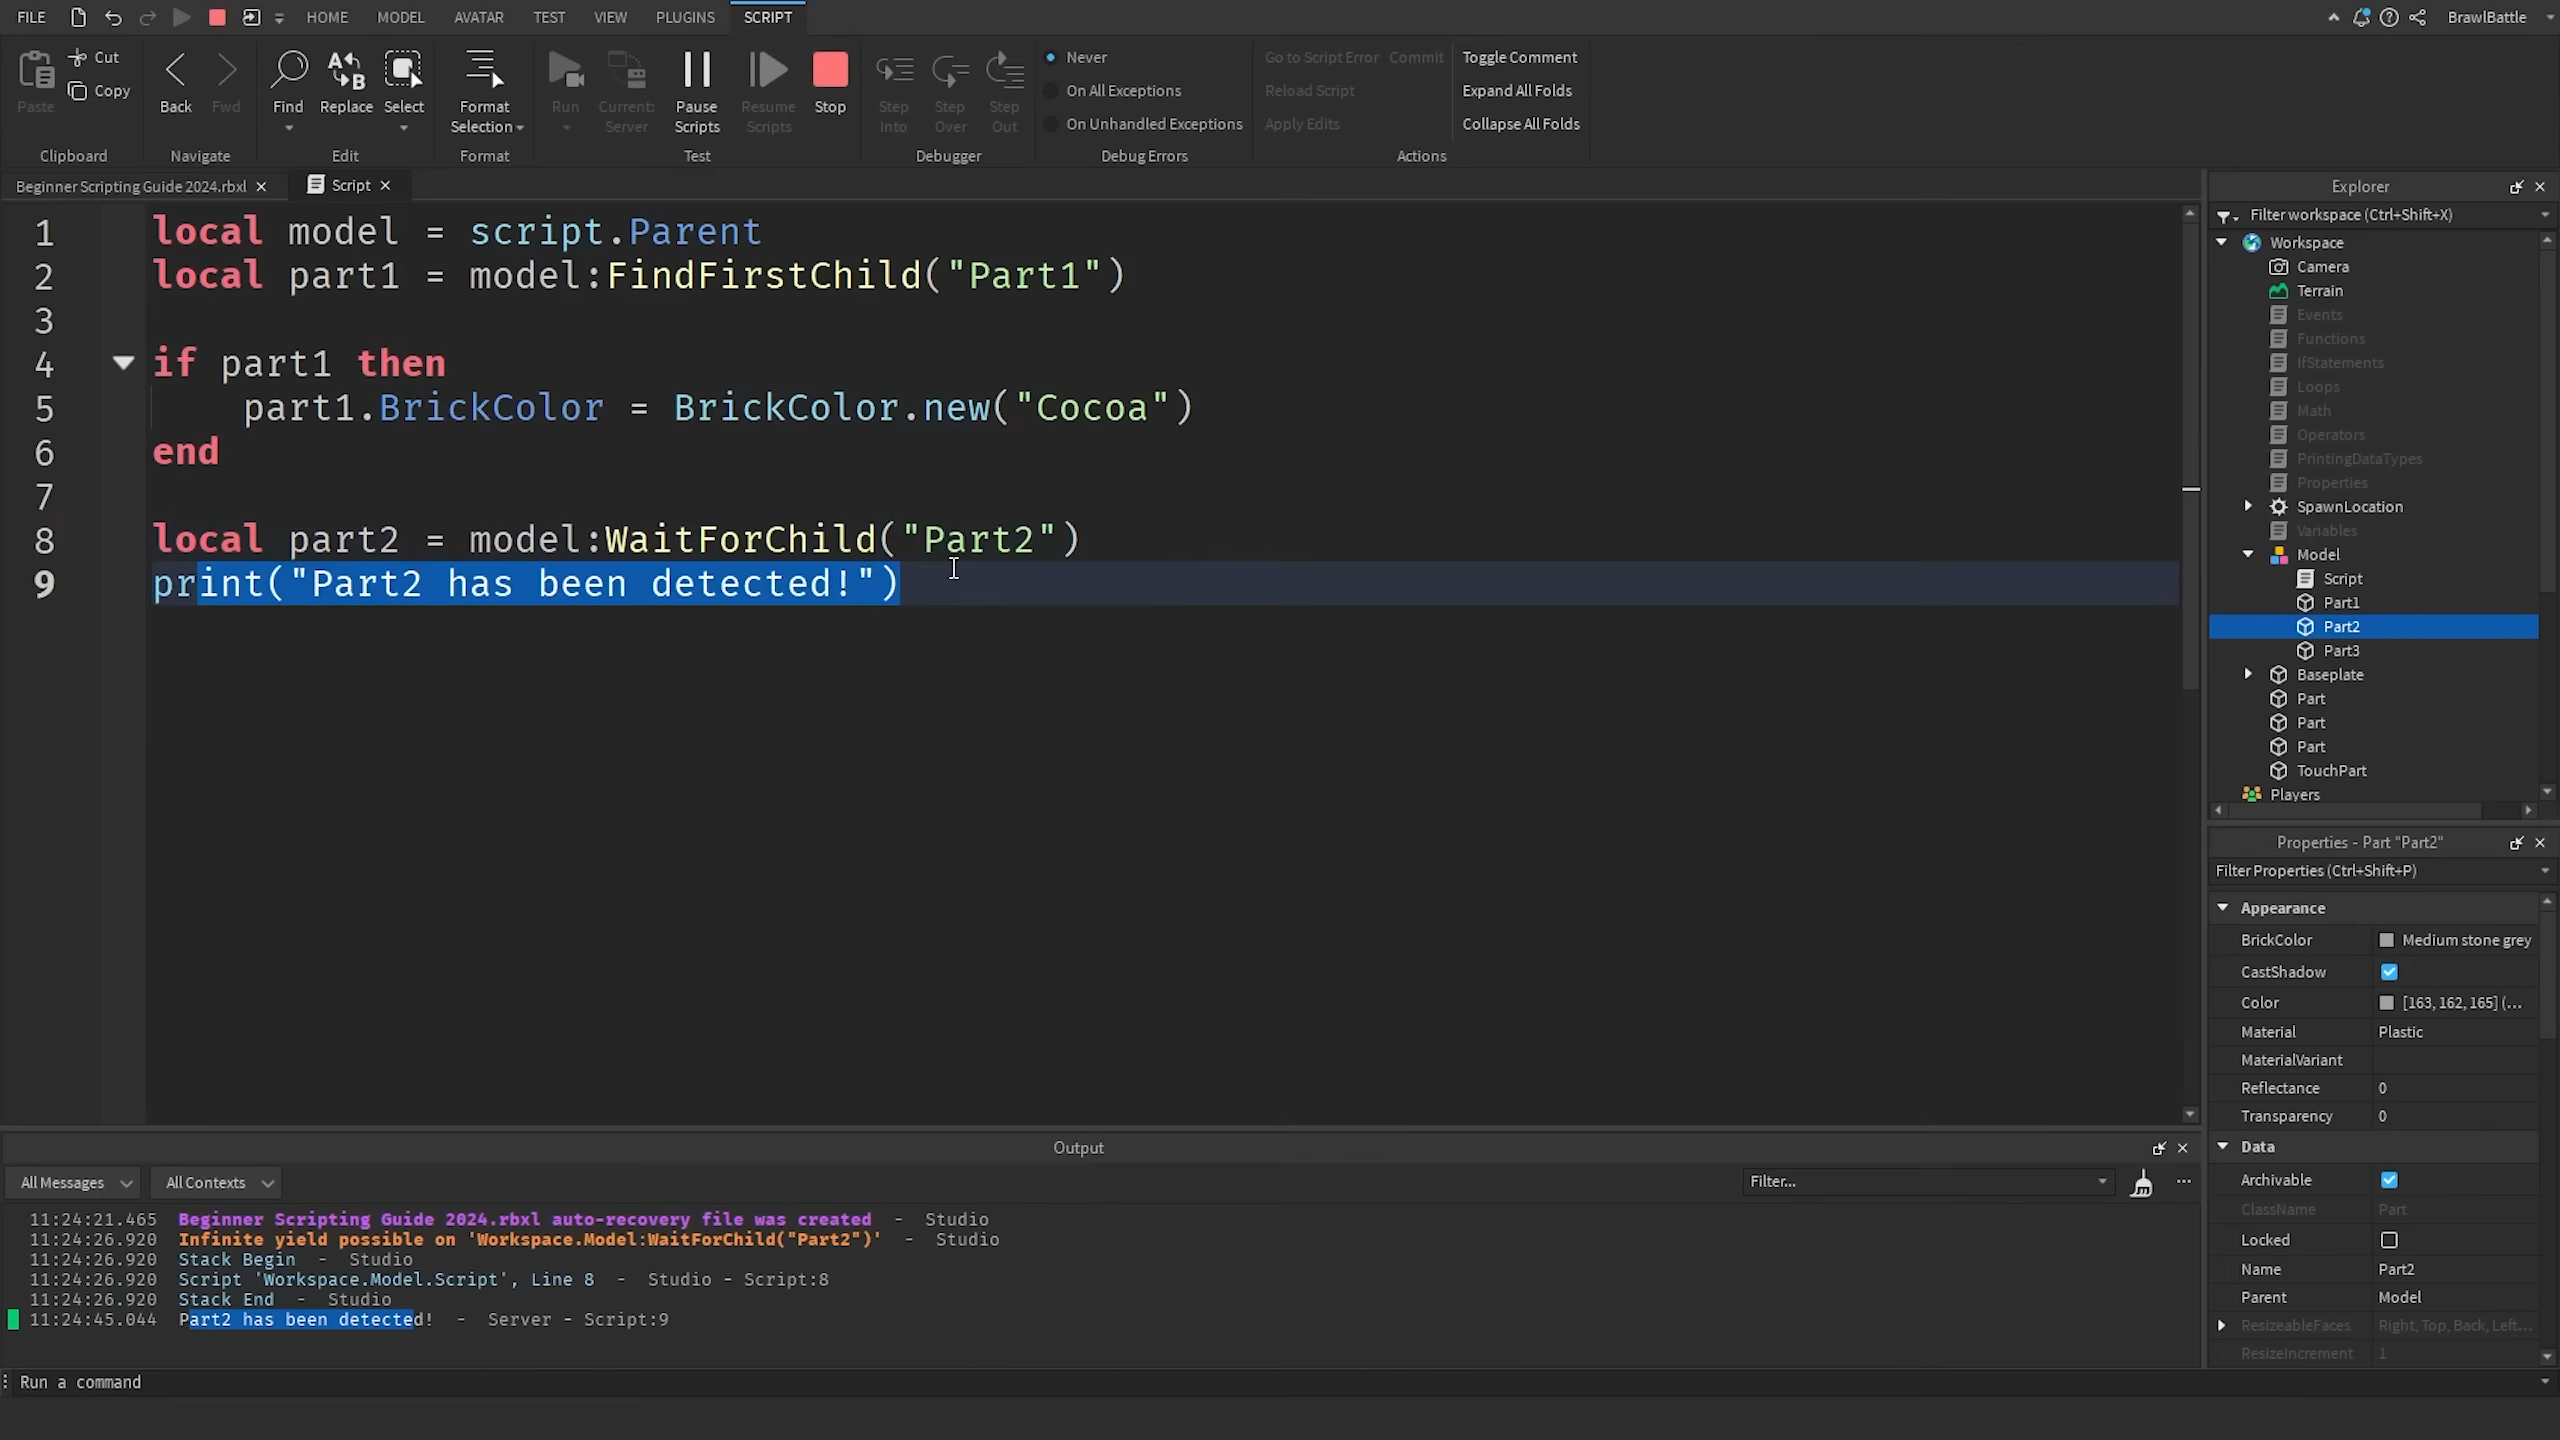 FILE HOME MODEL AVATAR TEST VIEW PLUGINS SCRIPT BrawlBattle
Paste Cut Copy Clipboard
Back Fwd Navigate
Find Replace Select Edit
Format Selection Format
Run Current: Server Pause Scripts Resume Scripts Stop Test
Step Into Step Over Step Out Debugger
Never
On All Exceptions
On Unhandled Exceptions
Debug Errors
Go to Script Error Commit
Reload Script
Apply Edits
Toggle Comment
Expand All Folds
Collapse All Folds
Actions
Beginner Scripting Guide 2024.rbxl Script
1 local model = script.Parent
2 local part1 = model:FindFirstChild("Part1")
3
4 if part1 then
5 part1.BrickColor = BrickColor.new("Cocoa")
6 end
7
8 local part2 = model:WaitForChild("Part2")
9 print("Part2 has been detected!")
Explorer
Filter workspace (Ctrl+Shift+X)
Workspace
Camera
Terrain
Events
Functions
IfStatements
Loops
Math
Operators
PrintingDataTypes
Properties
SpawnLocation
Variables
Model
Script
Part1
Part2
Part3
Baseplate
Part
Part
Part
TouchPart
Players
Properties - Part "Part2"
Filter Properties (Ctrl+Shift+P)
Appearance
BrickColor Medium stone grey
CastShadow
Color [163, 162, 165] (...
Material Plastic
MaterialVariant
Reflectance 0
Transparency 0
Data
Archivable
ClassName Part
Locked
Name Part2
Parent Model
ResizeableFaces Right, Top, Back, Left...
ResizeIncrement 1
Output
All Messages All Contexts Filter... ...
11:24:21.465 Beginner Scripting Guide 2024.rbxl auto-recovery file was created - Studio
11:24:26.920 Infinite yield possible on 'Workspace.Model:WaitForChild("Part2")' - Studio
11:24:26.920 Stack Begin - Studio
11:24:26.920 Script 'Workspace.Model.Script', Line 8 - Studio - Script:8
11:24:26.920 Stack End - Studio
11:24:45.044 Part2 has been detected! - Server - Script:9
Run a command